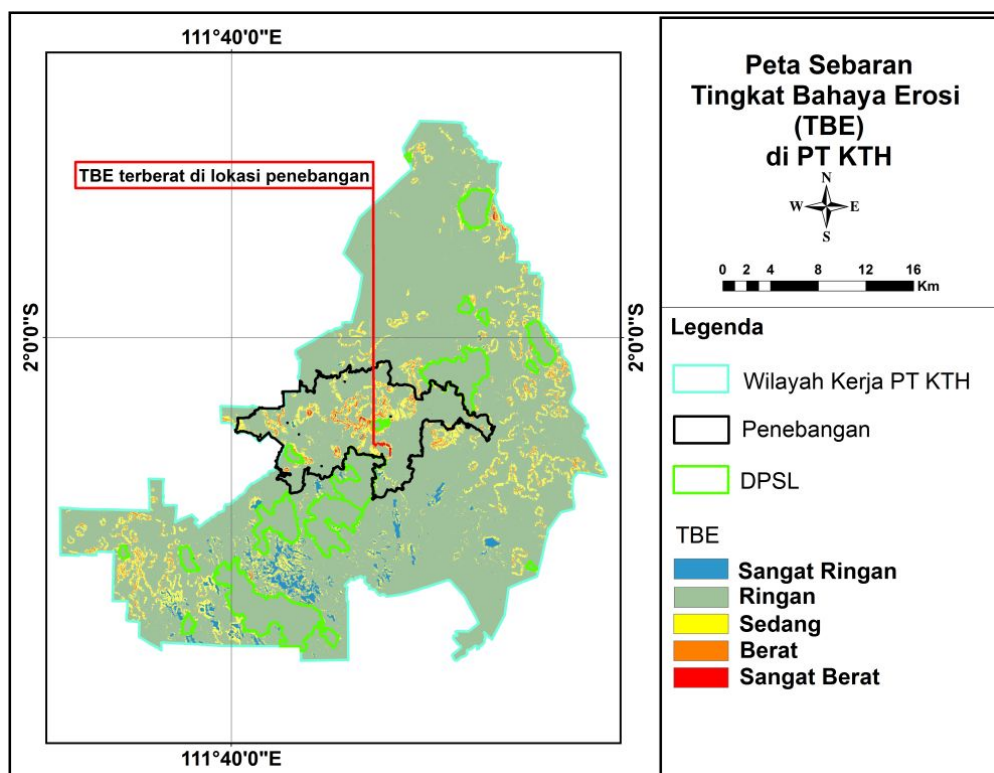 111°40'0"E
TBE terberat di lokasi penebangan
2°0'0"S
2°0'0"S
111°40'0"E
Peta Sebaran
Tingkat Bahaya Erosi
(TBE)
di PT KTH
N
W E
S
0 2 4 8 12 16
Km
Legenda
Wilayah Kerja PT KTH
Penebangan
DPSL
TBE
Sangat Ringan
Ringan
Sedang
Berat
Sangat Berat